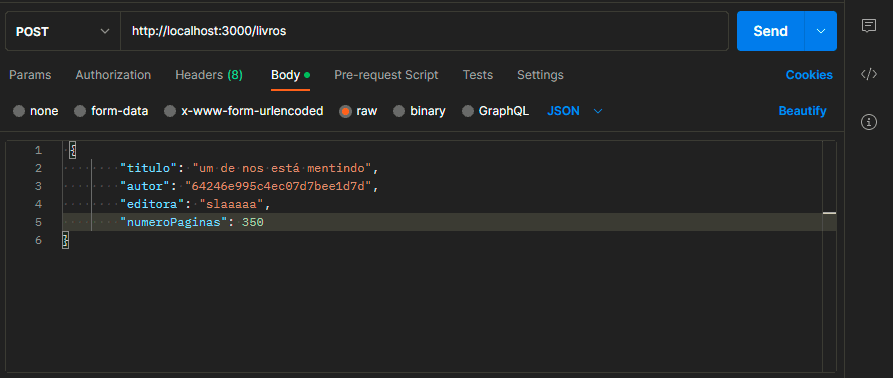 POST http://localhost:3000/livros Send
Params Authorization Headers (8) Body Pre-request Script Tests Settings Cookies
none form-data x-www-form-urlencoded raw binary GraphQL JSON Beautify
1 {
2 "titulo": "um de nos está mentindo",
3 "autor": "64246e995c4ec07d7bee1d7d",
4 "editora": "slaaaaa",
5 "numeroPaginas": 350
6 }